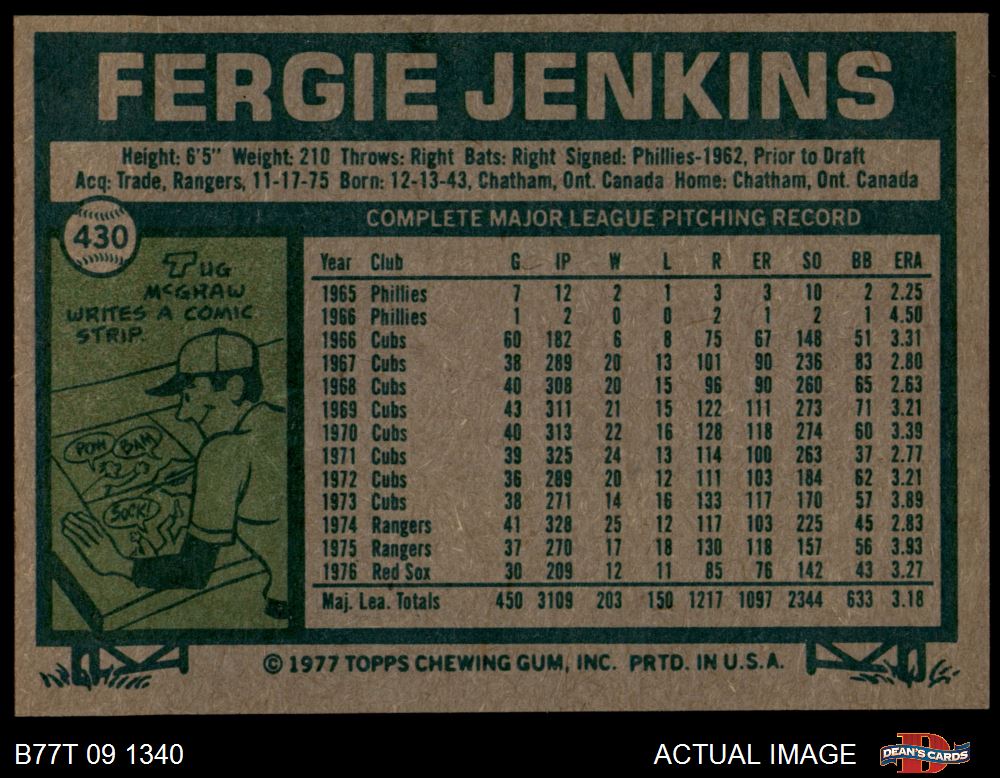 FERGIE JENKINS
Height: 6'5" Weight: 210 Throws: Right Bats: Right Signed: Phillies-1962, Prior to Draft
Acq: Trade, Rangers, 11-17-75 Born: 12-13-43, Chatham, Ont. Canada Home: Chatham, Ont. Canada
430
TUG
McGRAW
WRITES A COMIC
STRIP.
POW BAM
SOCK!
COMPLETE MAJOR LEAGUE PITCHING RECORD
Year Club G IP W L R ER SO BB ERA
1965 Phillies 7 12 2 1 3 3 10 2 2.25
1966 Phillies 1 2 0 0 2 1 2 1 4.50
1966 Cubs 60 182 6 8 75 67 148 51 3.31
1967 Cubs 38 289 20 13 101 90 236 83 2.80
1968 Cubs 40 308 20 15 96 90 260 65 2.63
1969 Cubs 43 311 21 15 122 111 273 71 3.21
1970 Cubs 40 313 22 16 128 118 274 60 3.39
1971 Cubs 39 325 24 13 114 100 263 37 2.77
1972 Cubs 36 289 20 12 111 103 184 62 3.21
1973 Cubs 38 271 14 16 133 117 170 57 3.89
1974 Rangers 41 328 25 12 117 103 225 45 2.83
1975 Rangers 37 270 17 18 130 118 157 56 3.93
1976 Red Sox 30 209 12 11 85 76 142 43 3.27
Maj. Lea. Totals 450 3109 203 150 1217 1097 2344 633 3.18
© 1977 TOPPS CHEWING GUM, INC. PRTD. IN U.S.A.
B77T 09 1340
ACTUAL IMAGE
D
DEAN'S CARDS